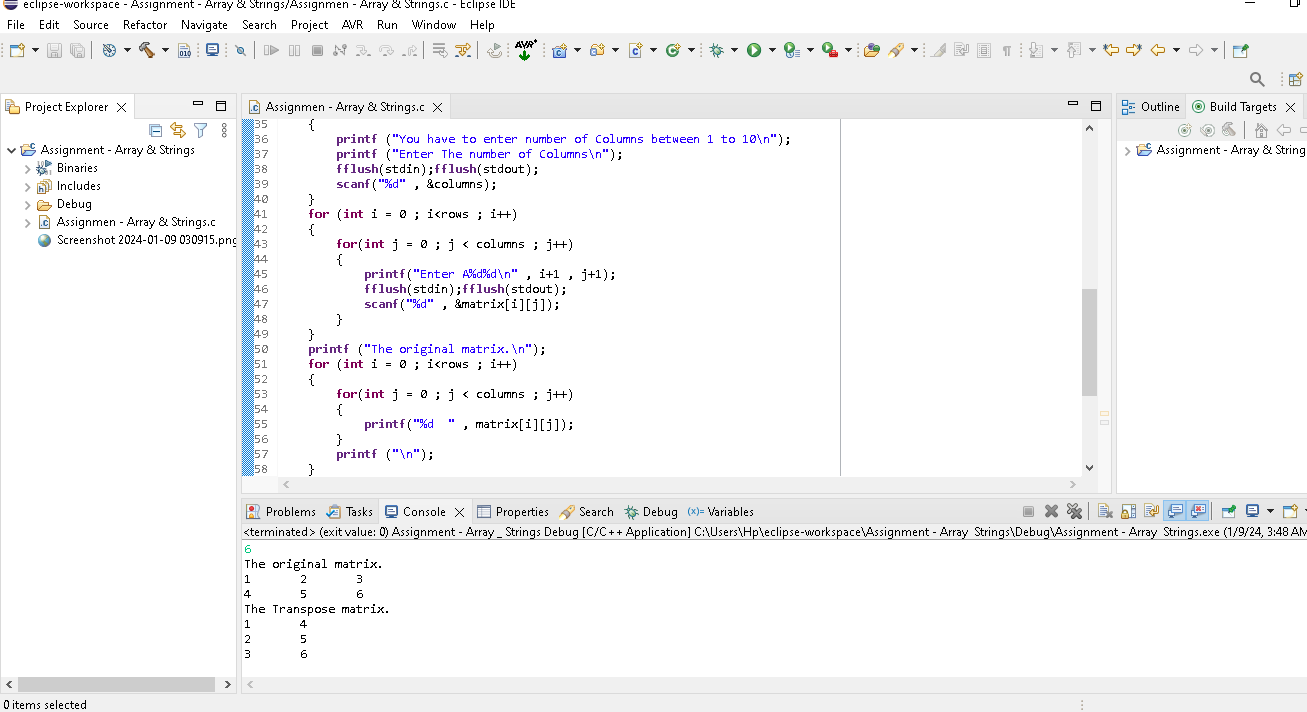 eclipse-workspace - Assignment - Array & Strings/Assignmen - Array & Strings.c - Eclipse IDE
File Edit Source Refactor Navigate Search Project AVR Run Window Help
010 AVR
Project Explorer
Assignment - Array & Strings
Binaries
Includes
Debug
Assignmen - Array & Strings.c
Screenshot 2024-01-09 030915.png
Assignmen - Array & Strings.c
35 {
36 printf ("You have to enter number of Columns between 1 to 10\n");
37 printf ("Enter The number of Columns\n");
38 fflush(stdin);fflush(stdout);
39 scanf("%d" , &columns);
40 }
41 for (int i = 0 ; i<rows ; i++)
42 {
43 for(int j = 0 ; j < columns ; j++)
44 {
45 printf("Enter A%d%d\n" , i+1 , j+1);
46 fflush(stdin);fflush(stdout);
47 scanf("%d" , &matrix[i][j]);
48 }
49 }
50 printf ("The original matrix.\n");
51 for (int i = 0 ; i<rows ; i++)
52 {
53 for(int j = 0 ; j < columns ; j++)
54 {
55 printf("%d  " , matrix[i][j]);
56 }
57 printf ("\n");
58 }
Outline Build Targets
Assignment - Array & String
Problems Tasks Console Properties Search Debug (x)= Variables
<terminated> (exit value: 0) Assignment - Array _ Strings Debug [C/C++ Application] C:\Users\Hp\eclipse-workspace\Assignment - Array  Strings\Debug\Assignment - Array  Strings.exe (1/9/24, 3:48 AM
6
The original matrix.
1 2 3
4 5 6
The Transpose matrix.
1 4
2 5
3 6
0 items selected